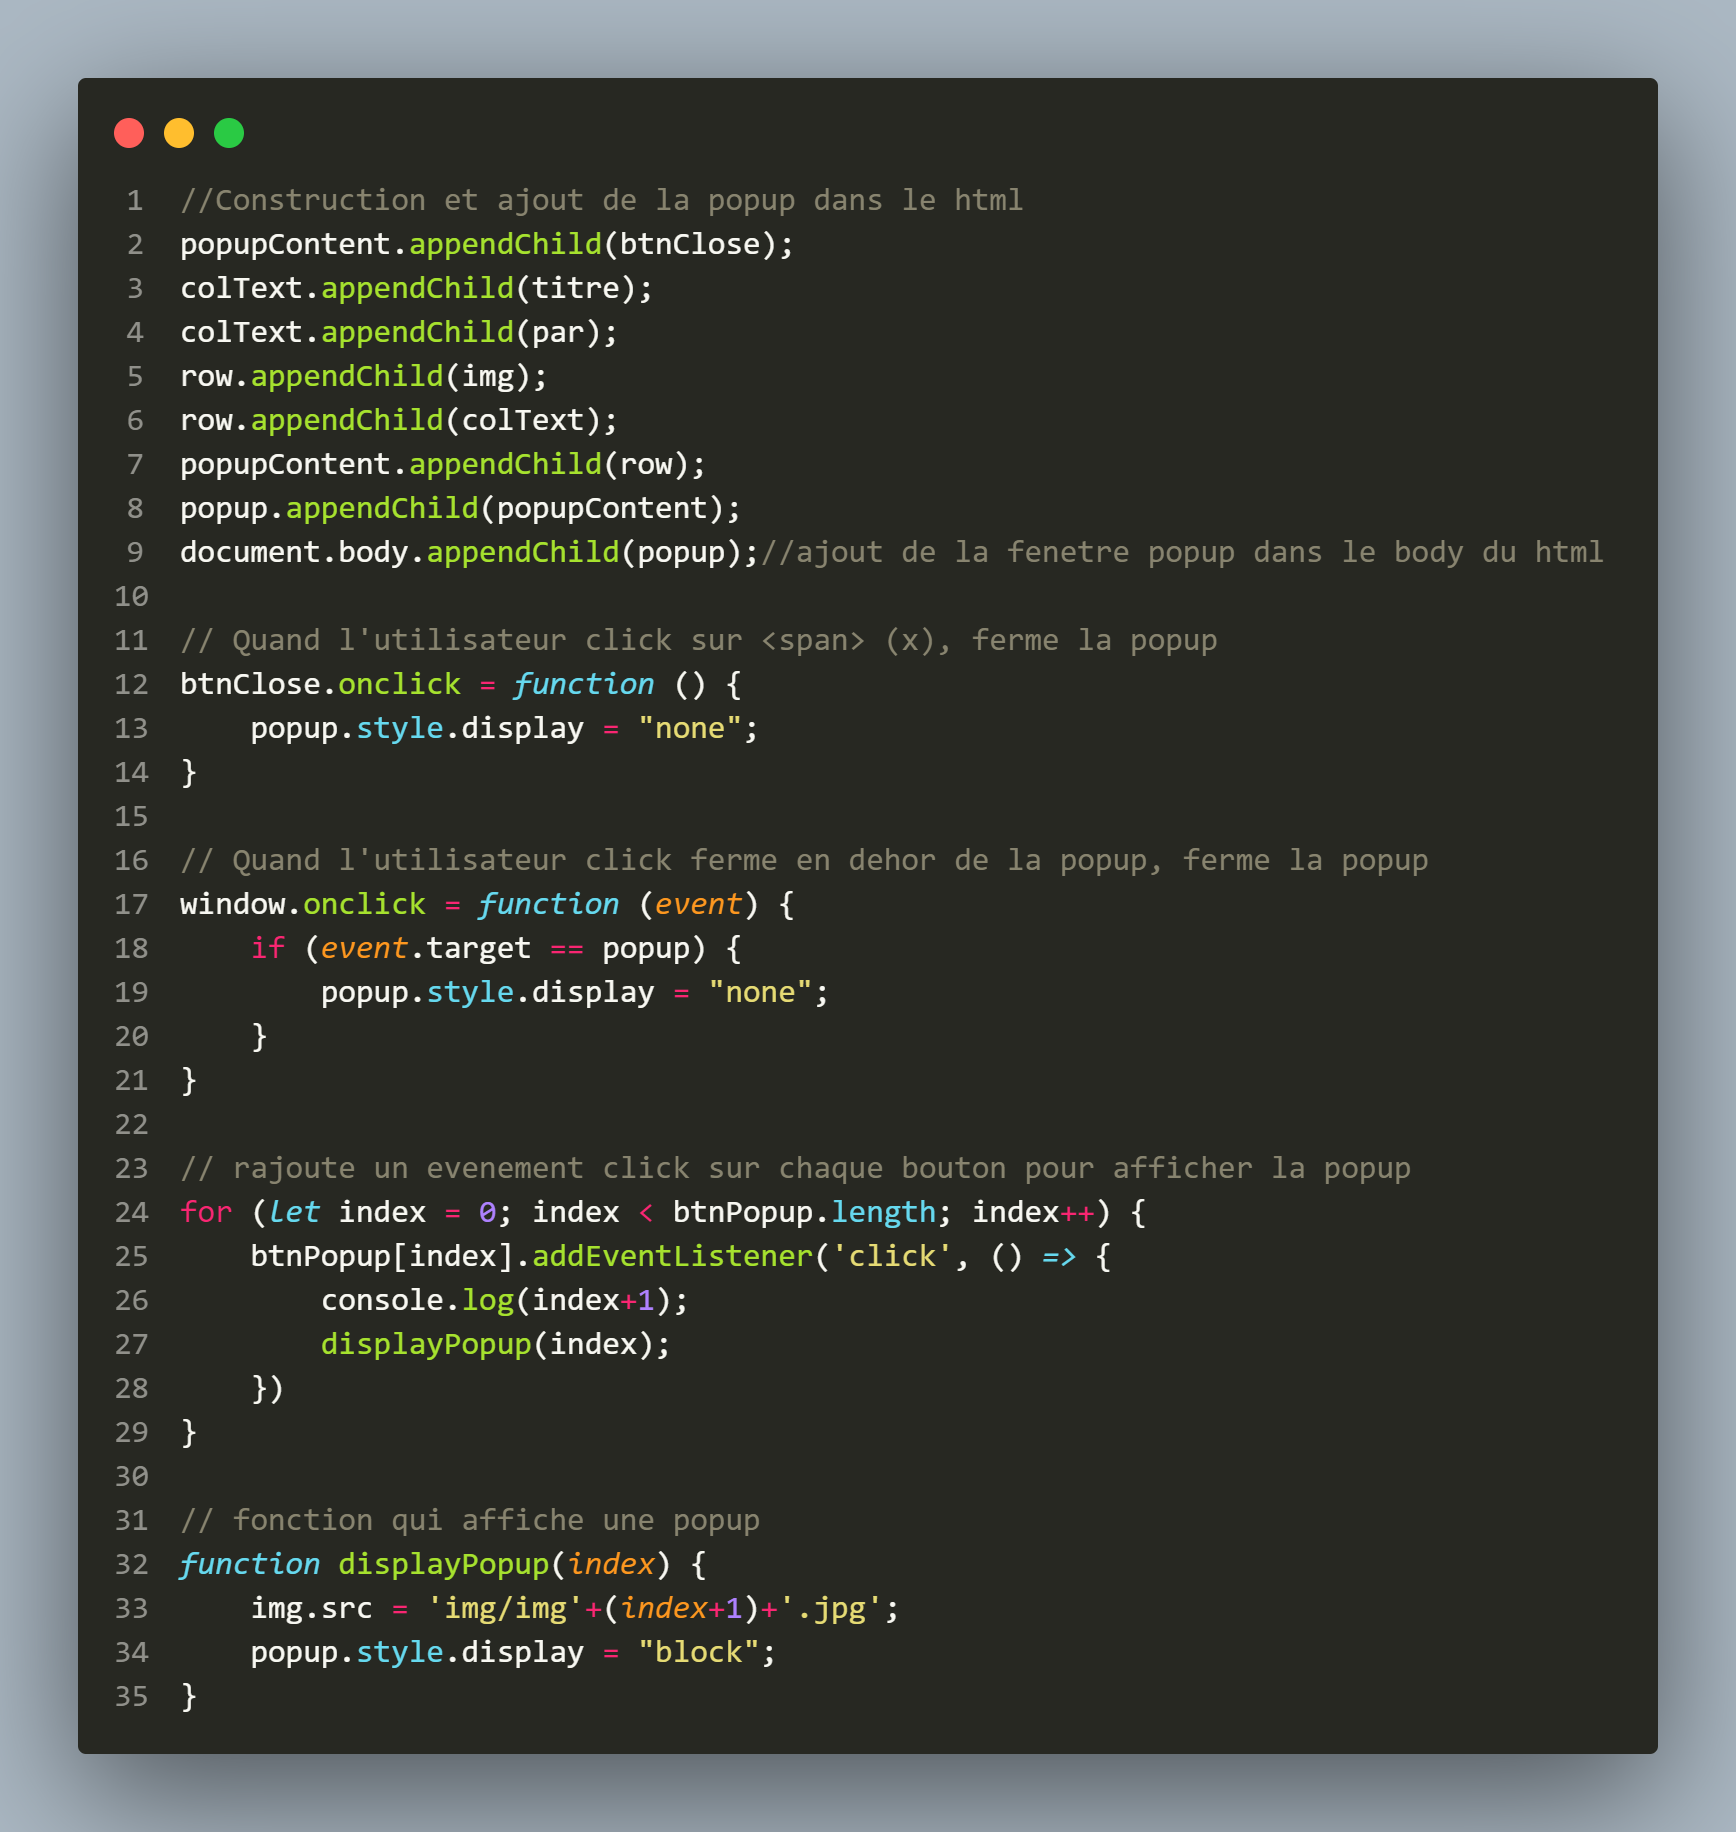 1 //Construction et ajout de la popup dans le html
2 popupContent.appendChild(btnClose);
3 colText.appendChild(titre);
4 colText.appendChild(par);
5 row.appendChild(img);
6 row.appendChild(colText);
7 popupContent.appendChild(row);
8 popup.appendChild(popupContent);
9 document.body.appendChild(popup);//ajout de la fenetre popup dans le body du html
10
11 // Quand l'utilisateur click sur <span> (x), ferme la popup
12 btnClose.onclick = function () {
13     popup.style.display = "none";
14 }
15
16 // Quand l'utilisateur click ferme en dehor de la popup, ferme la popup
17 window.onclick = function (event) {
18     if (event.target == popup) {
19         popup.style.display = "none";
20     }
21 }
22
23 // rajoute un evenement click sur chaque bouton pour afficher la popup
24 for (let index = 0; index < btnPopup.length; index++) {
25     btnPopup[index].addEventListener('click', () => {
26         console.log(index+1);
27         displayPopup(index);
28     })
29 }
30
31 // fonction qui affiche une popup
32 function displayPopup(index) {
33     img.src = 'img/img'+(index+1)+'.jpg';
34     popup.style.display = "block";
35 }